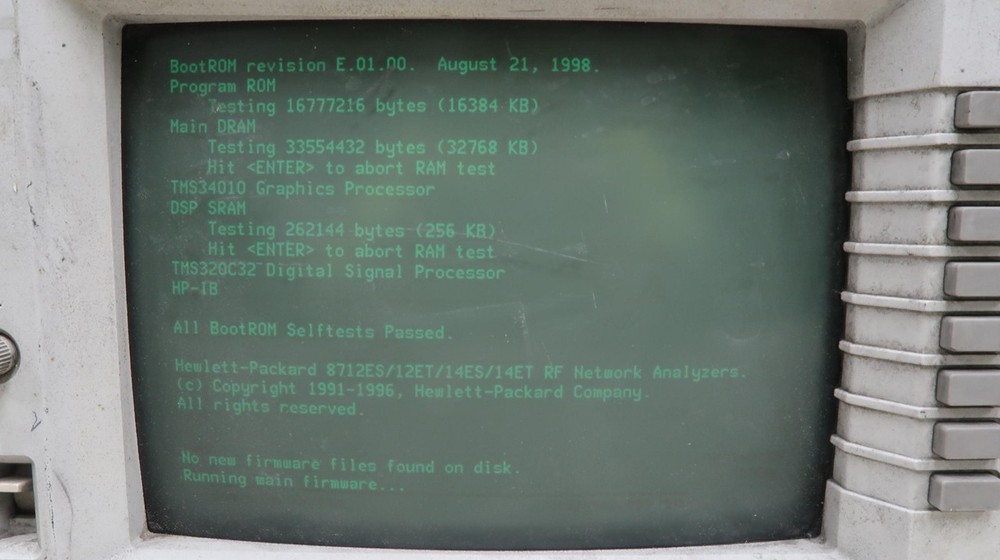 BootROM revision E.01.00.  August 21, 1998.
Program ROM
Testing 16777216 bytes (16384 KB)
Main DRAM
Testing 33554432 bytes (32768 KB)
Hit <ENTER> to abort RAM test
TMS34010 Graphics Processor
DSP SRAM
Testing 262144 bytes (256 KB)
Hit <ENTER> to abort RAM test
TMS320C32 Digital Signal Processor
HP-IB
All BootROM Selftests Passed.
Hewlett-Packard 8712ES/12ET/14ES/14ET RF Network Analyzers.
(c) Copyright 1991-1996, Hewlett-Packard Company.
All rights reserved.
No new firmware files found on disk.
Running main firmware...